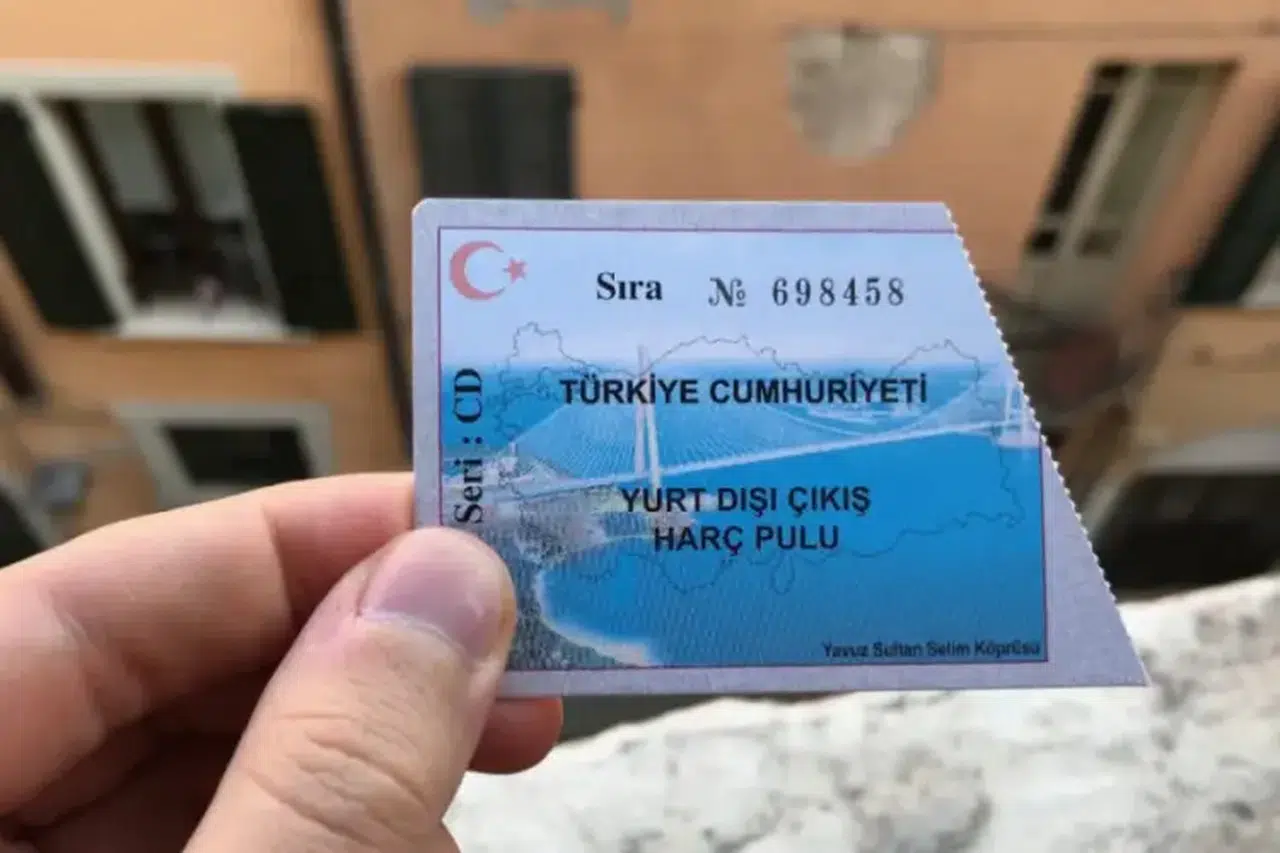 Sıra № 698458
Seri : CD
TÜRKİYE CUMHURİYETİ
YURT DIŞI ÇIKIŞ
HARÇ PULU
Yavuz Sultan Selim Köprüsü